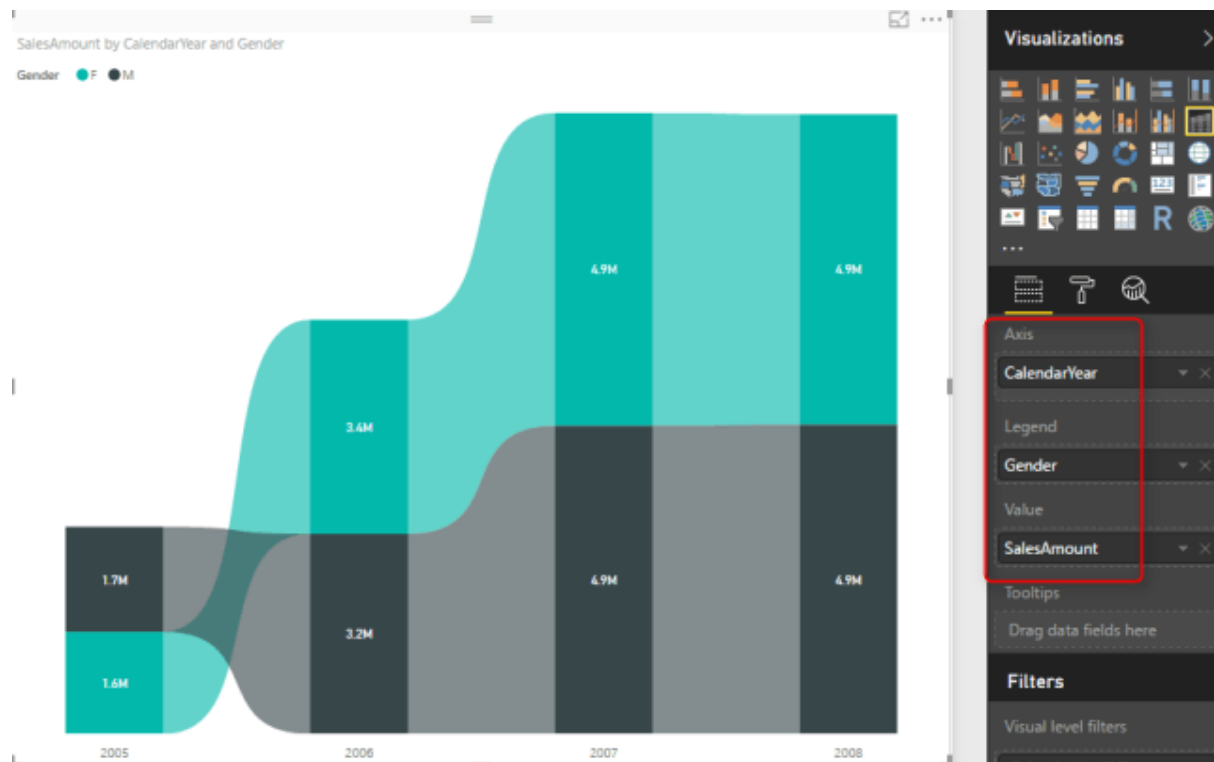 SalesAmount by CalendarYear and Gender
Gender F M
4.9M 4.9M
3.4M
1.7M 4.9M 4.9M
3.2M
1.6M
2005 2006 2007 2008
Visualizations
123
R
...
Axis
CalendarYear
Legend
Gender
Value
SalesAmount
Tooltips
Drag data fields here
Filters
Visual level filters